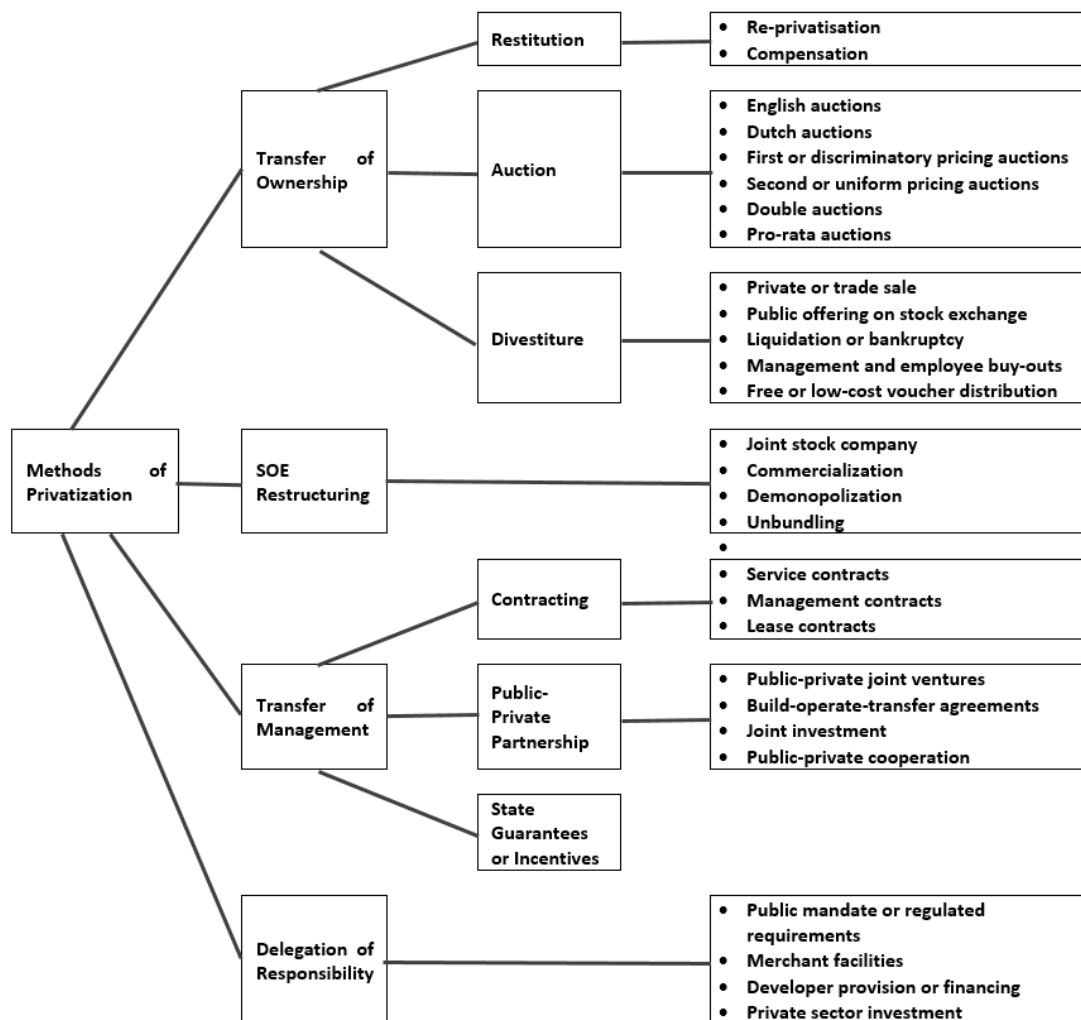 Restitution
• Re-privatisation
• Compensation
Transfer of
Ownership
Auction
• English auctions
• Dutch auctions
• First or discriminatory pricing auctions
• Second or uniform pricing auctions
• Double auctions
• Pro-rata auctions
Divestiture
• Private or trade sale
• Public offering on stock exchange
• Liquidation or bankruptcy
• Management and employee buy-outs
• Free or low-cost voucher distribution
Methods of
Privatization
SOE
Restructuring
• Joint stock company
• Commercialization
• Demonopolization
• Unbundling
•
Contracting
• Service contracts
• Management contracts
• Lease contracts
Transfer of
Management
Public-
Private
Partnership
• Public-private joint ventures
• Build-operate-transfer agreements
• Joint investment
• Public-private cooperation
State
Guarantees
or Incentives
Delegation of
Responsibility
• Public mandate or regulated
requirements
• Merchant facilities
• Developer provision or financing
• Private sector investment